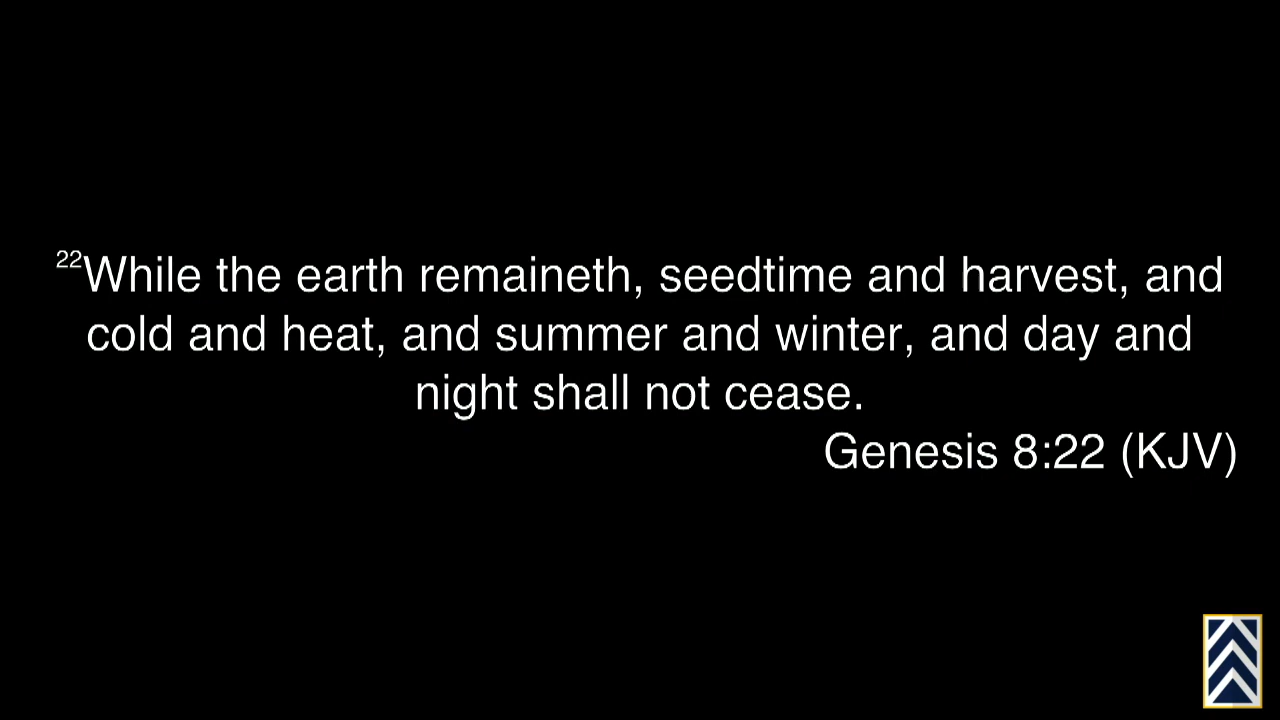 22While the earth remaineth, seedtime and harvest, and
cold and heat, and summer and winter, and day and
night shall not cease.
Genesis 8:22 (KJV)